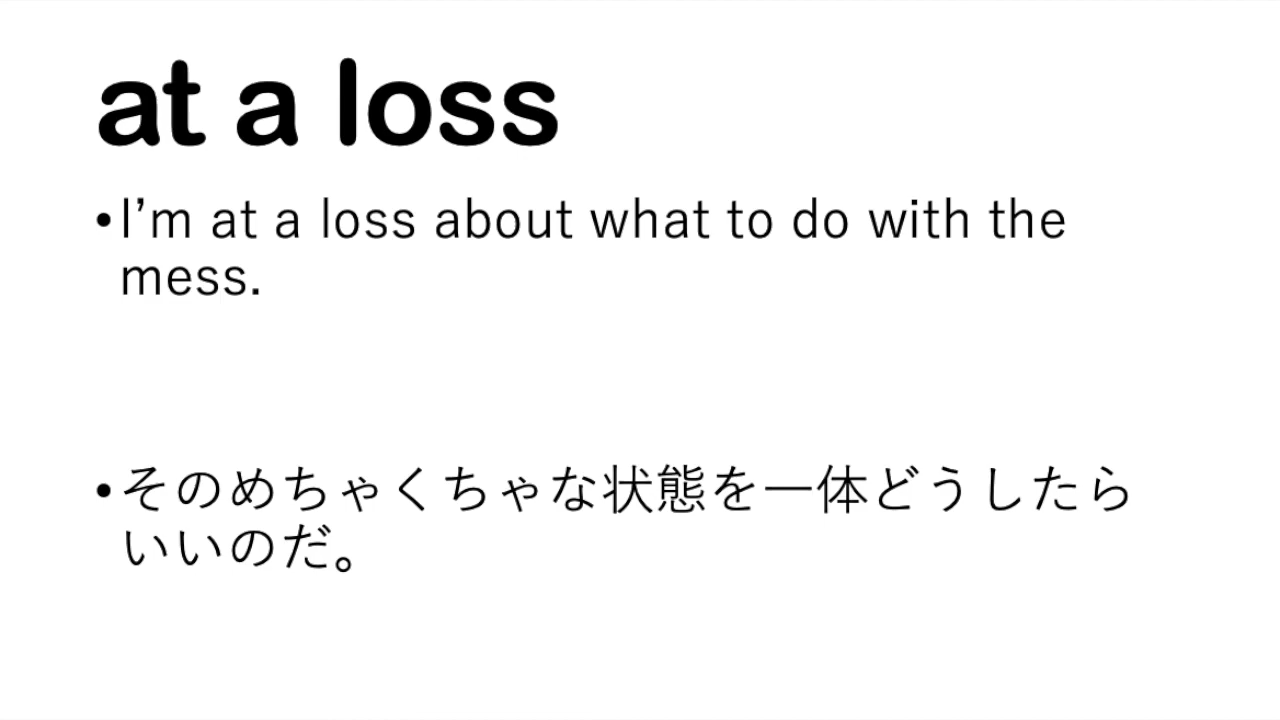 at a loss
•I’m at a loss about what to do with the
mess.
•そのめちゃくちゃな状態を一体どうしたら
いいのだ。